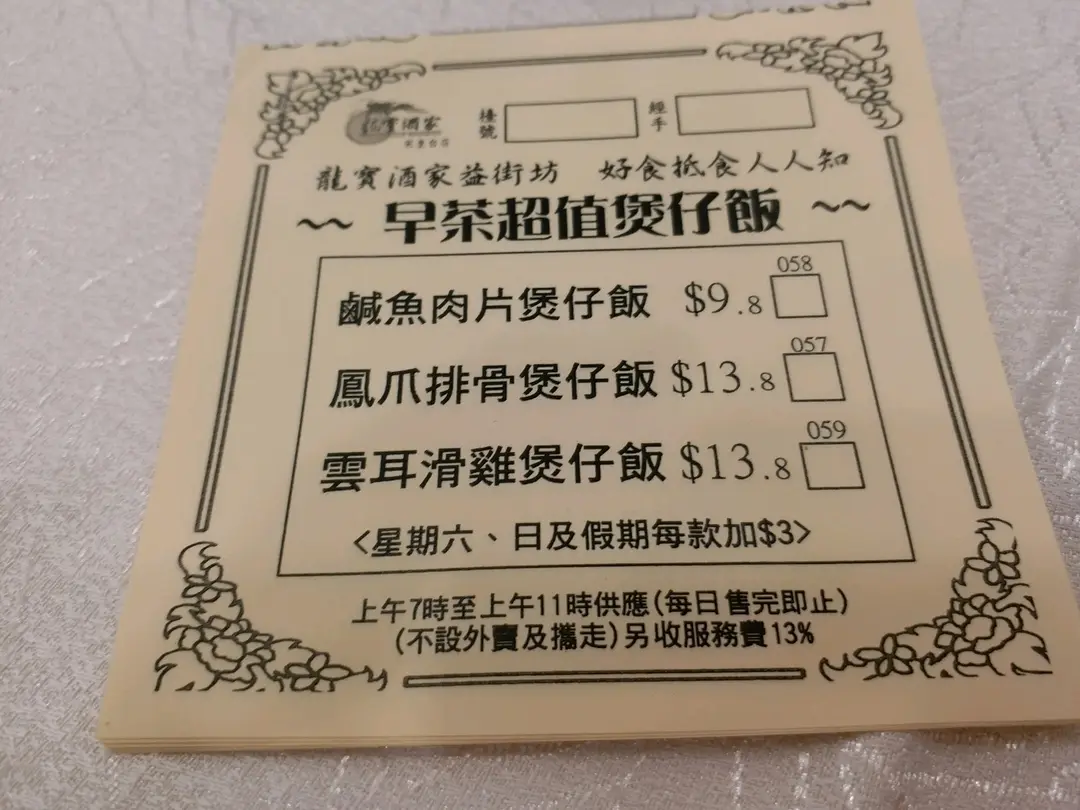 酒家
檯號
經手
龍寶酒家益街坊 好食抵食人人知
~~ 早茶超值煲仔飯 ~~
058
鹹魚肉片煲仔飯 $9.8
057
鳳爪排骨煲仔飯 $13.8
059
雲耳滑雞煲仔飯 $13.8
<星期六、日及假期每款加$3>
上午7時至上午11時供應(每日售完即止)
(不設外賣及攜走)另收服務費13%